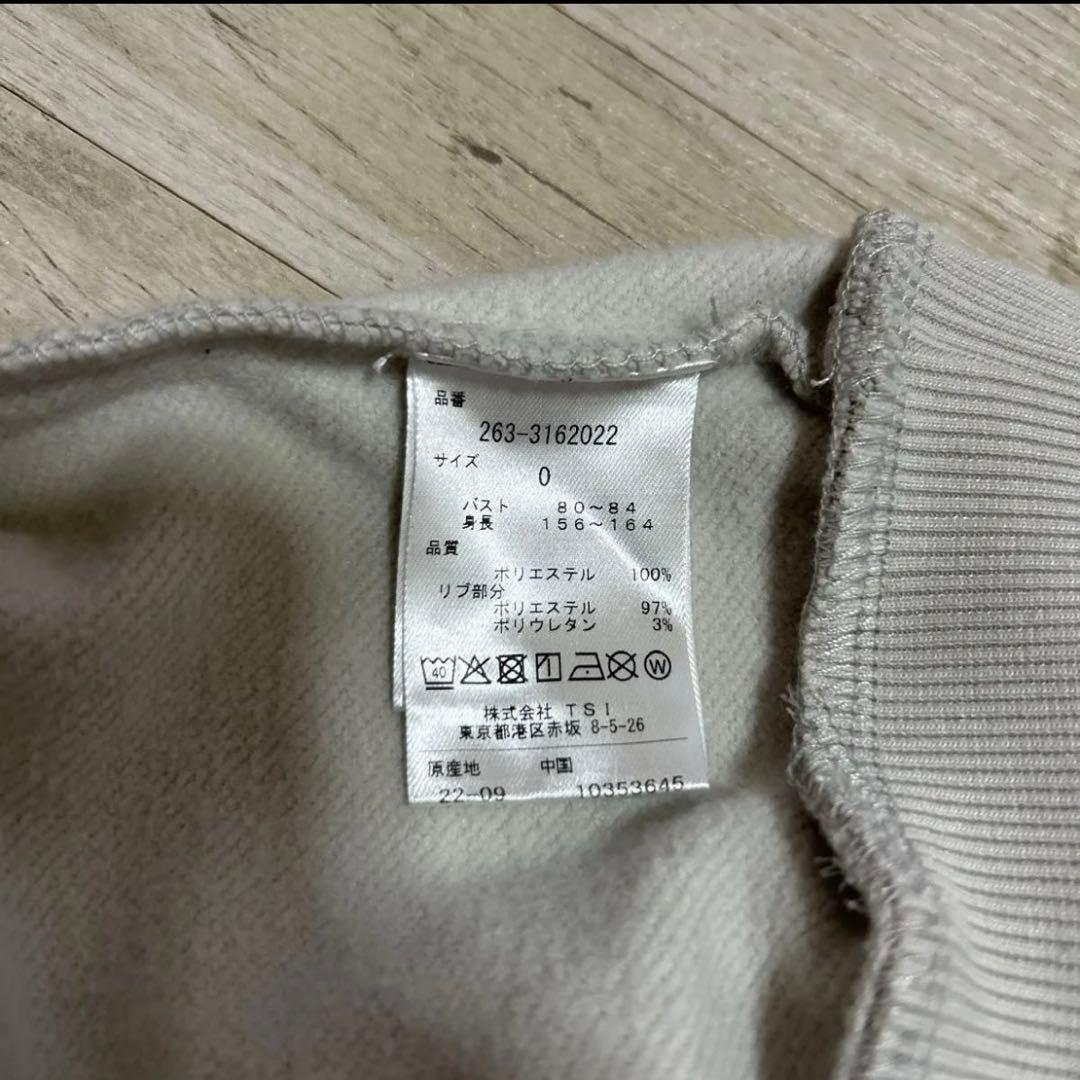 品番
263-3162022
サイズ
0
バスト 80~84
身長 156~164
品質
ポリエステル 100%
リブ部分
ポリエステル 97%
ポリウレタン 3%
40 W
株式会社 TSI
東京都港区赤坂 8-5-26
原産地 中国
22-09 10353645